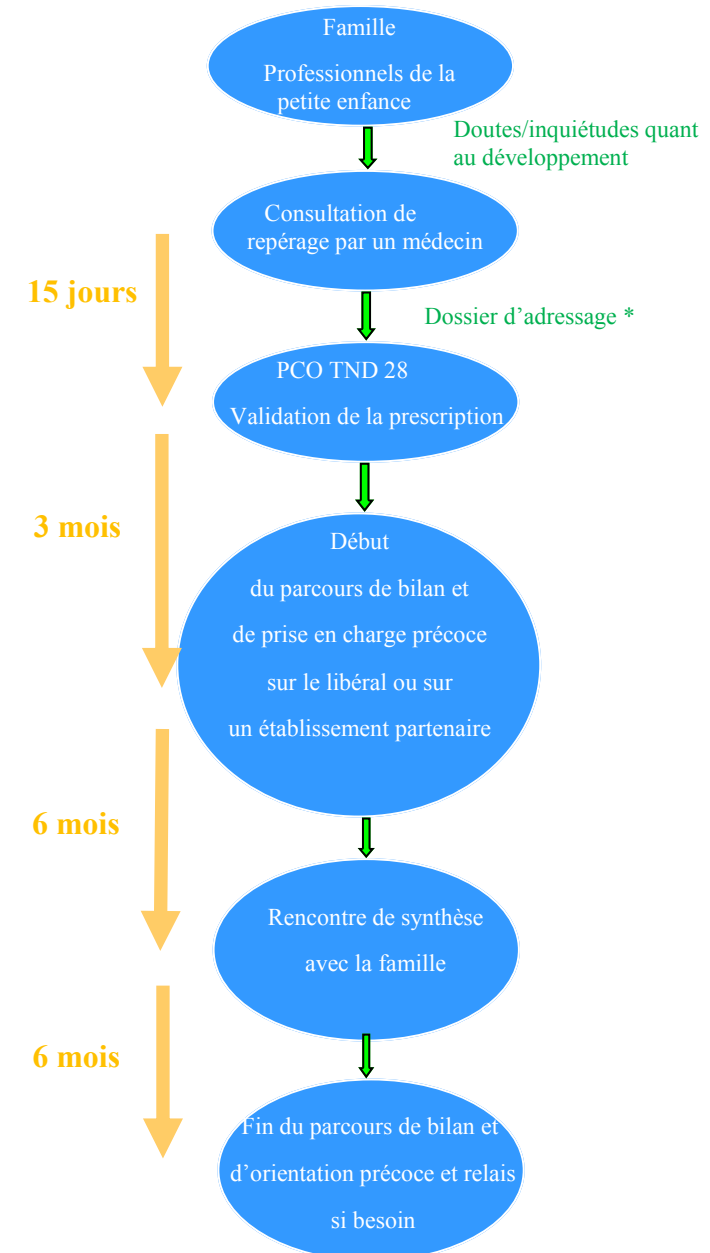 Famille
Professionnels de la
petite enfance
Doutes/inquiétudes quant
au développement
Consultation de
repérage par un médecin
15 jours
Dossier d'adressage *
PCO TND 28
Validation de la prescription
3 mois
Début
du parcours de bilan et
de prise en charge précoce
sur le libéral ou sur
un établissement partenaire
6 mois
Rencontre de synthèse
avec la famille
6 mois
Fin du parcours de bilan et
d'orientation précoce et relais
si besoin